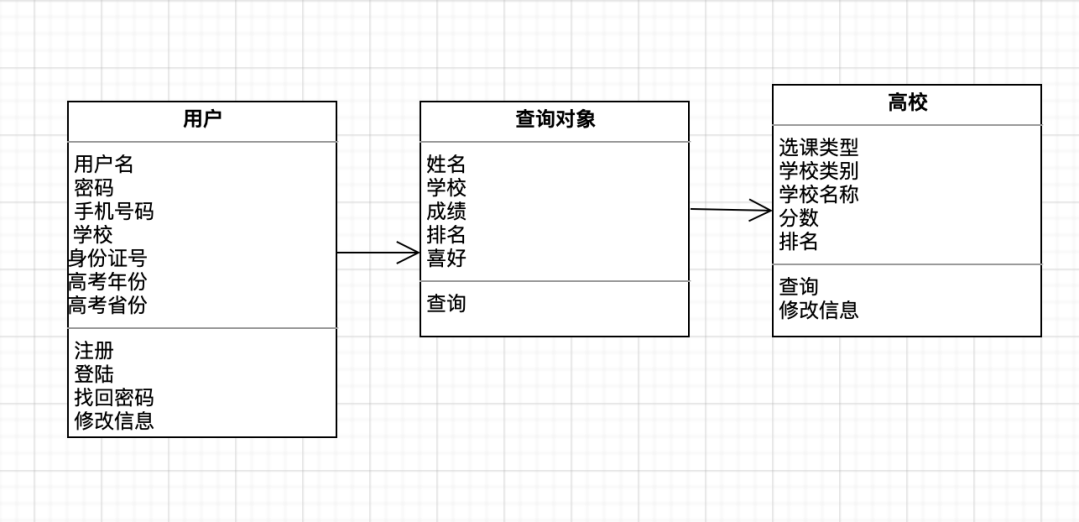 用户
用户名
密码
手机号码
学校
身份证号
高考年份
高考省份
注册
登陆
找回密码
修改信息
查询对象
姓名
学校
成绩
排名
喜好
查询
高校
选课类型
学校类别
学校名称
分数
排名
查询
修改信息